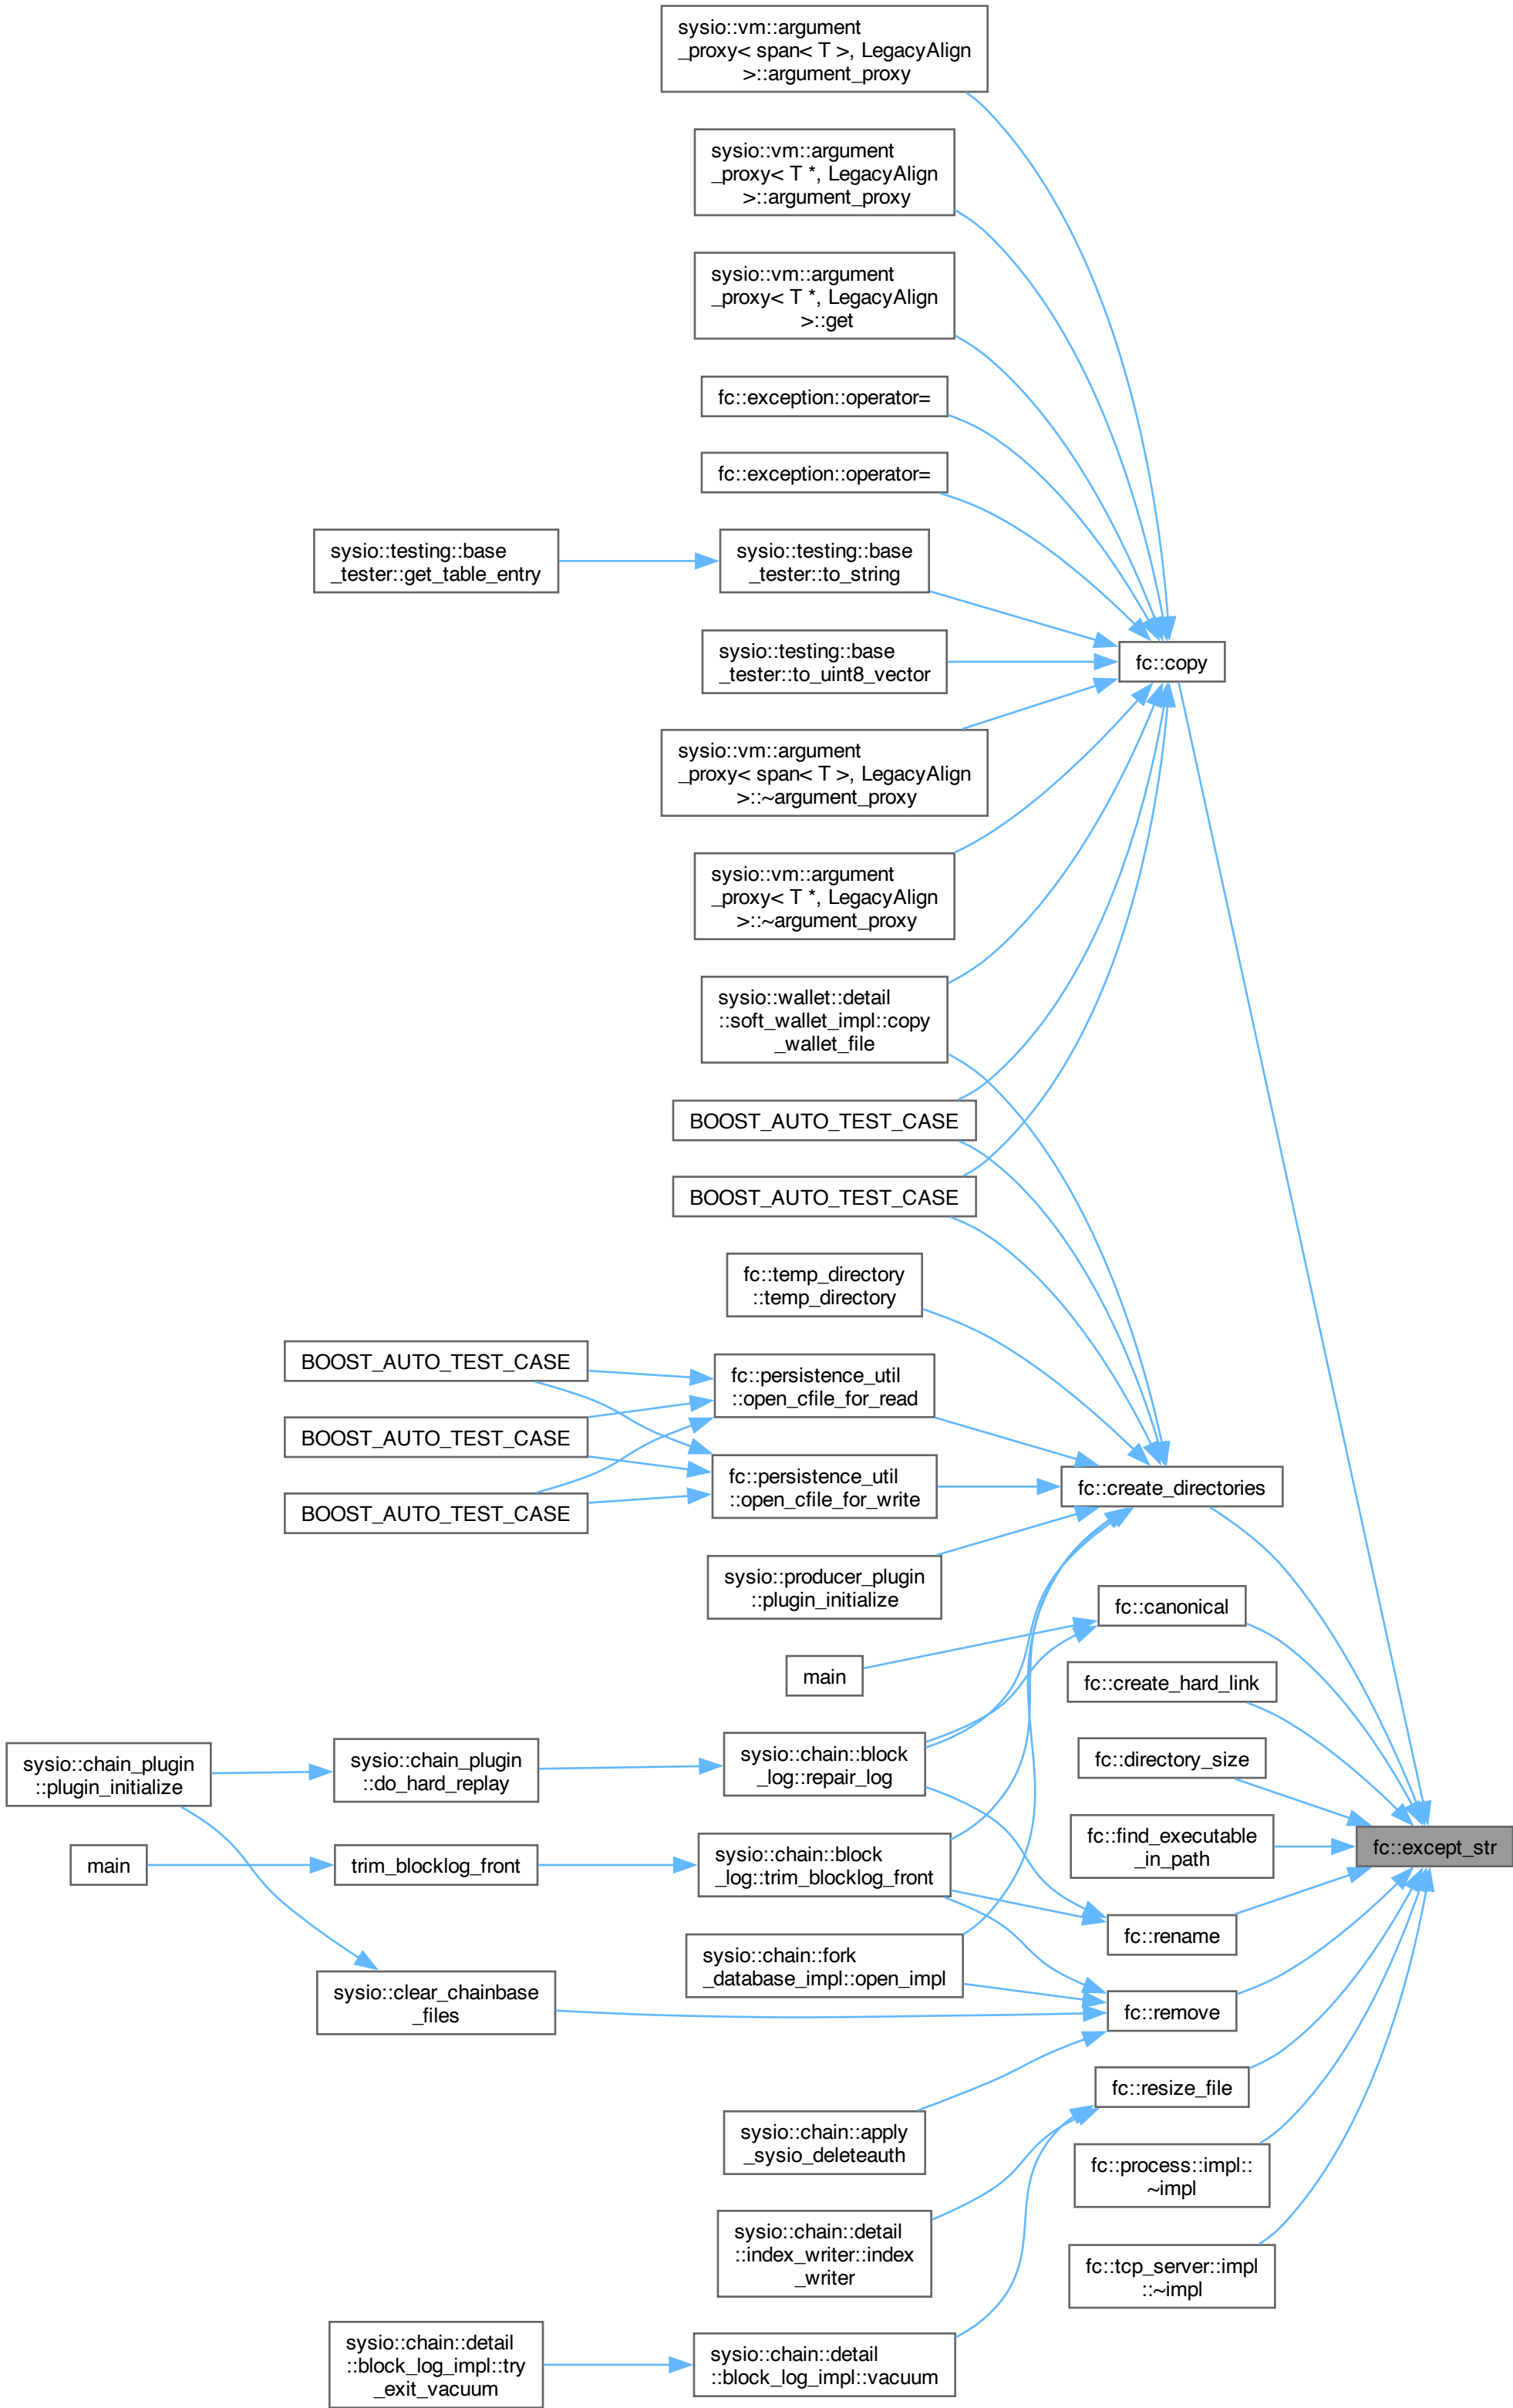 sysio::vm::argument
_proxy< span< T >, LegacyAlign
>::argument_proxy
sysio::vm::argument
_proxy< T *, LegacyAlign
>::argument_proxy
sysio::vm::argument
_proxy< T *, LegacyAlign
>::get
fc::exception::operator=
fc::exception::operator=
sysio::testing::base
_tester::get_table_entry
sysio::testing::base
_tester::to_string
sysio::testing::base
_tester::to_uint8_vector
fc::copy
sysio::vm::argument
_proxy< span< T >, LegacyAlign
>::~argument_proxy
sysio::vm::argument
_proxy< T *, LegacyAlign
>::~argument_proxy
sysio::wallet::detail
::soft_wallet_impl::copy
_wallet_file
BOOST_AUTO_TEST_CASE
BOOST_AUTO_TEST_CASE
fc::temp_directory
::temp_directory
BOOST_AUTO_TEST_CASE
fc::persistence_util
::open_cfile_for_read
BOOST_AUTO_TEST_CASE
fc::persistence_util
::open_cfile_for_write
fc::create_directories
BOOST_AUTO_TEST_CASE
sysio::producer_plugin
::plugin_initialize
fc::canonical
main
fc::create_hard_link
sysio::chain_plugin
::plugin_initialize
sysio::chain_plugin
::do_hard_replay
sysio::chain::block
_log::repair_log
fc::directory_size
fc::find_executable
_in_path
fc::except_str
main
trim_blocklog_front
sysio::chain::block
_log::trim_blocklog_front
fc::rename
sysio::chain::fork
_database_impl::open_impl
sysio::clear_chainbase
_files
fc::remove
fc::resize_file
sysio::chain::apply
_sysio_deleteauth
fc::process::impl::
~impl
sysio::chain::detail
::index_writer::index
_writer
fc::tcp_server::impl
::~impl
sysio::chain::detail
::block_log_impl::try
_exit_vacuum
sysio::chain::detail
::block_log_impl::vacuum